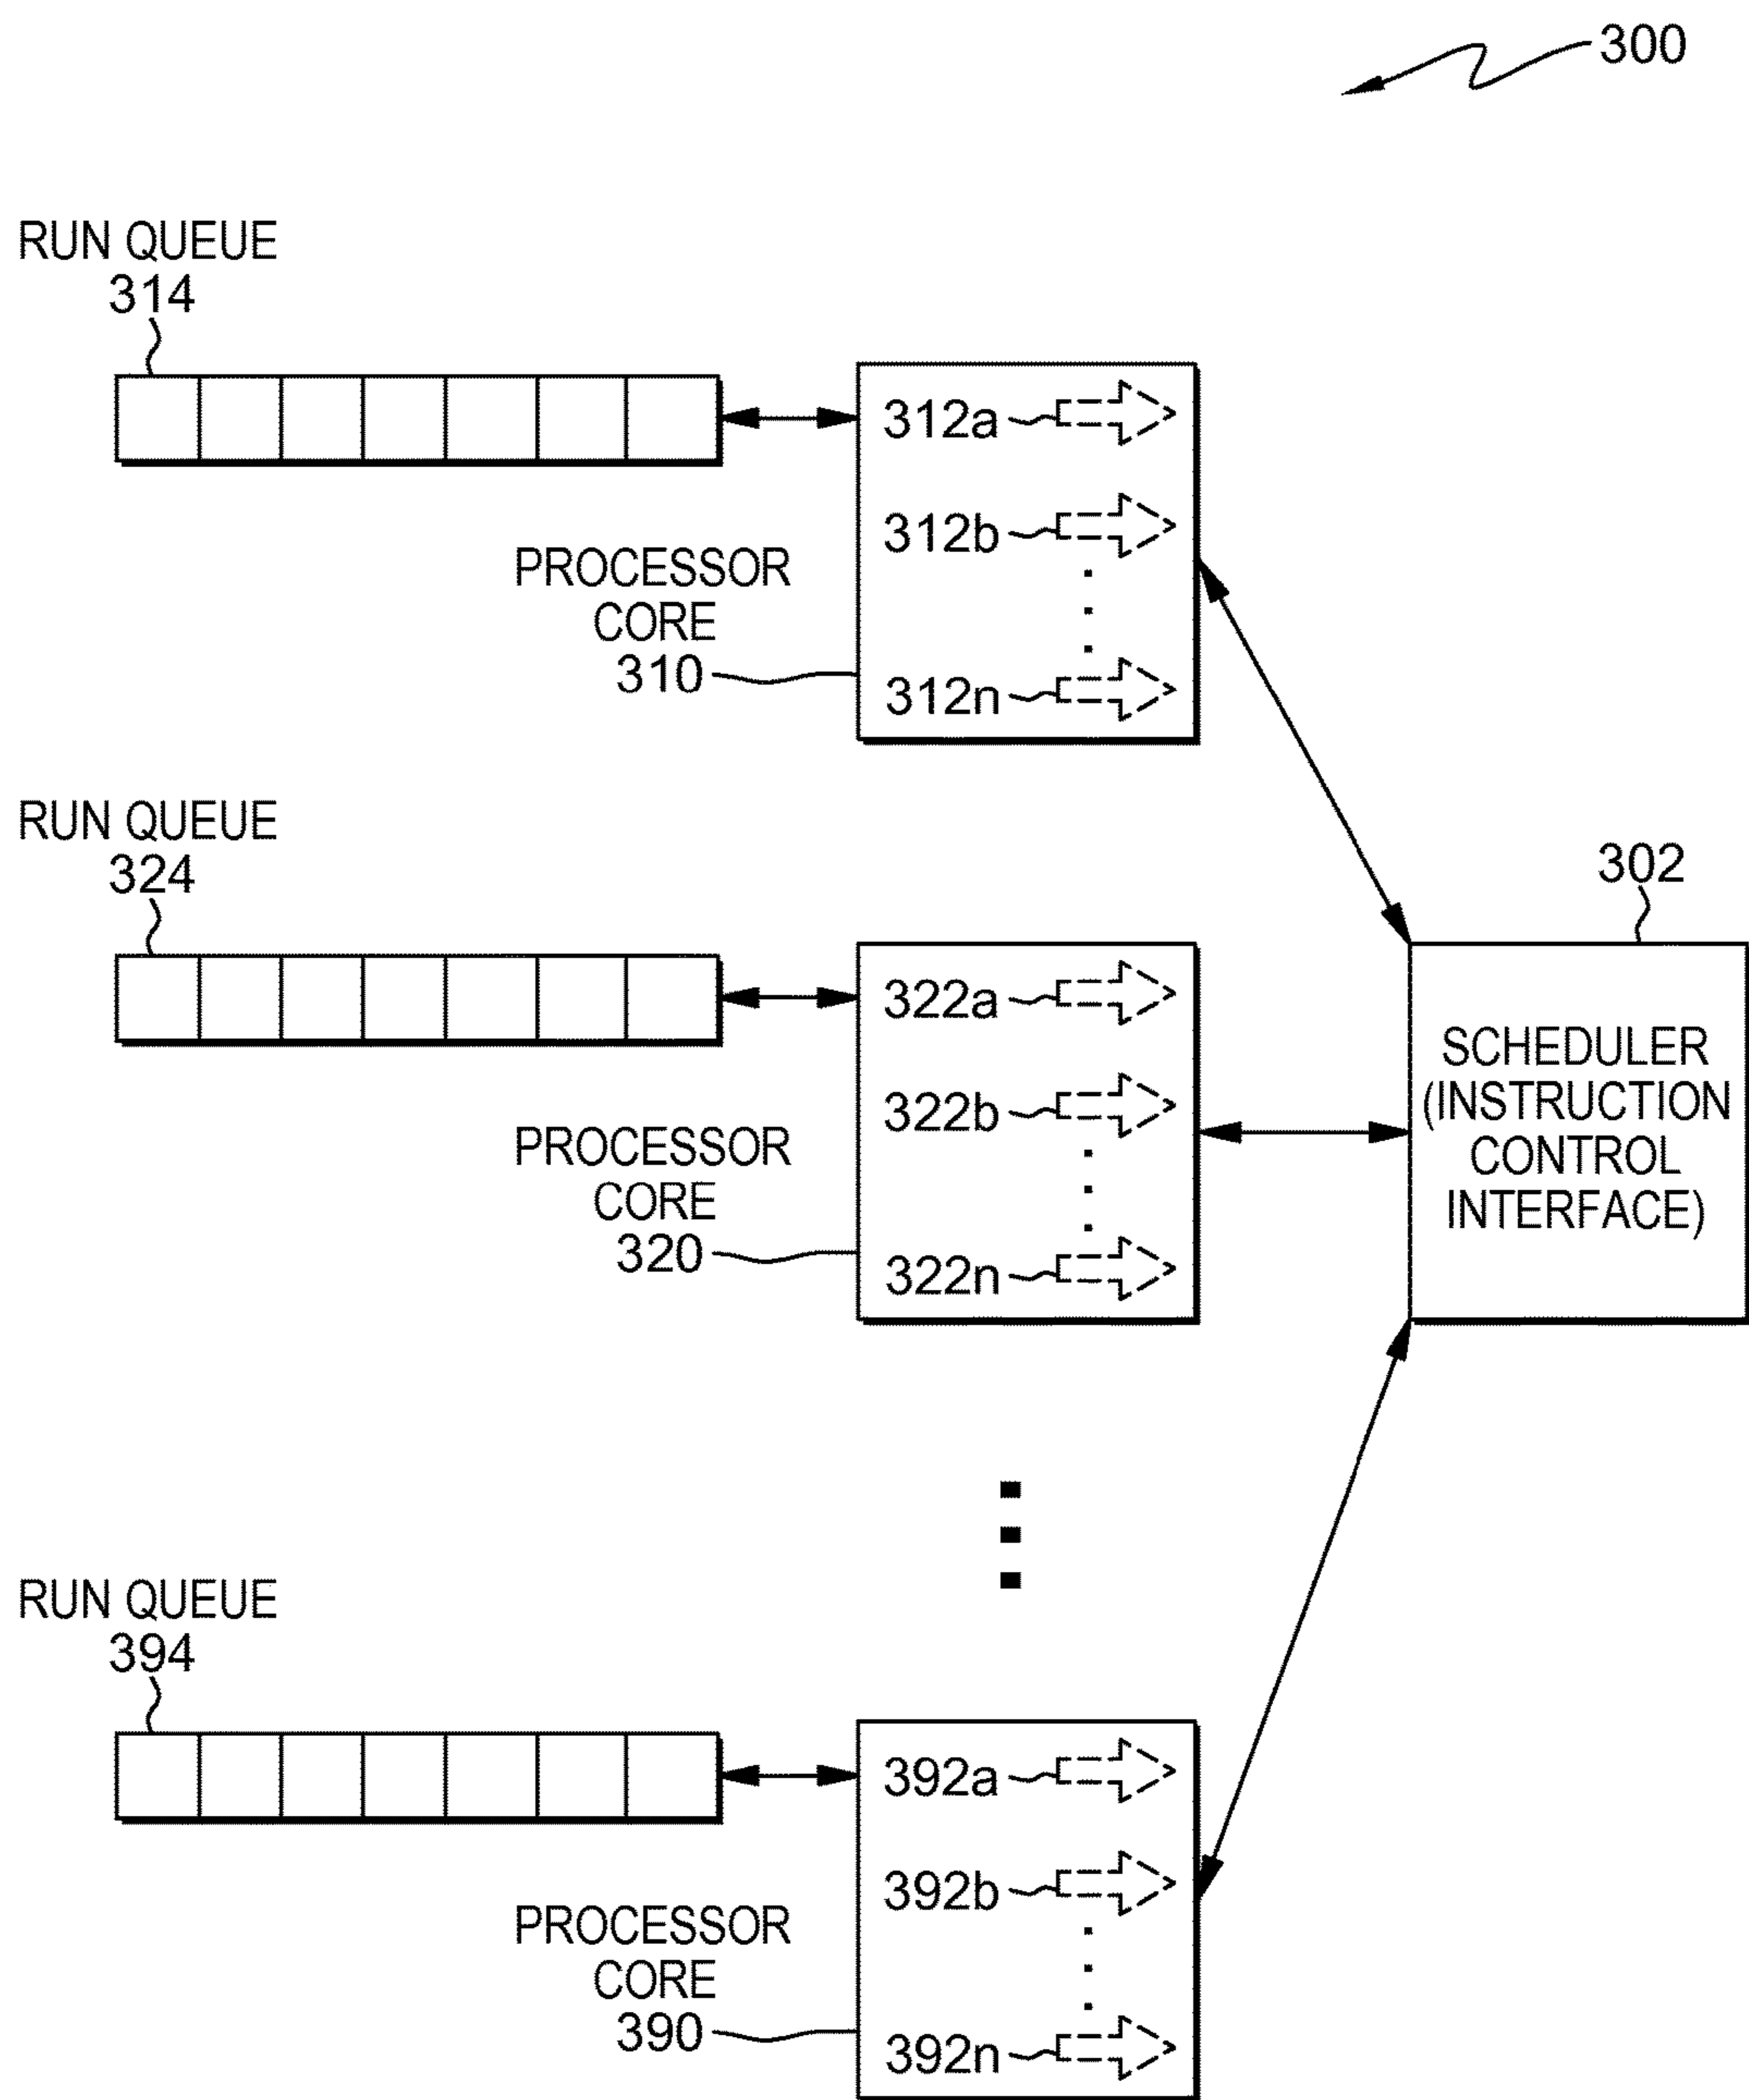 300
RUN QUEUE
314
312a
312b
PROCESSOR
CORE
310
312n
RUN QUEUE
324
322a
322b
PROCESSOR
CORE
320
322n
302
SCHEDULER
(INSTRUCTION
CONTROL
INTERFACE)
RUN QUEUE
394
392a
392b
PROCESSOR
CORE
390
392n